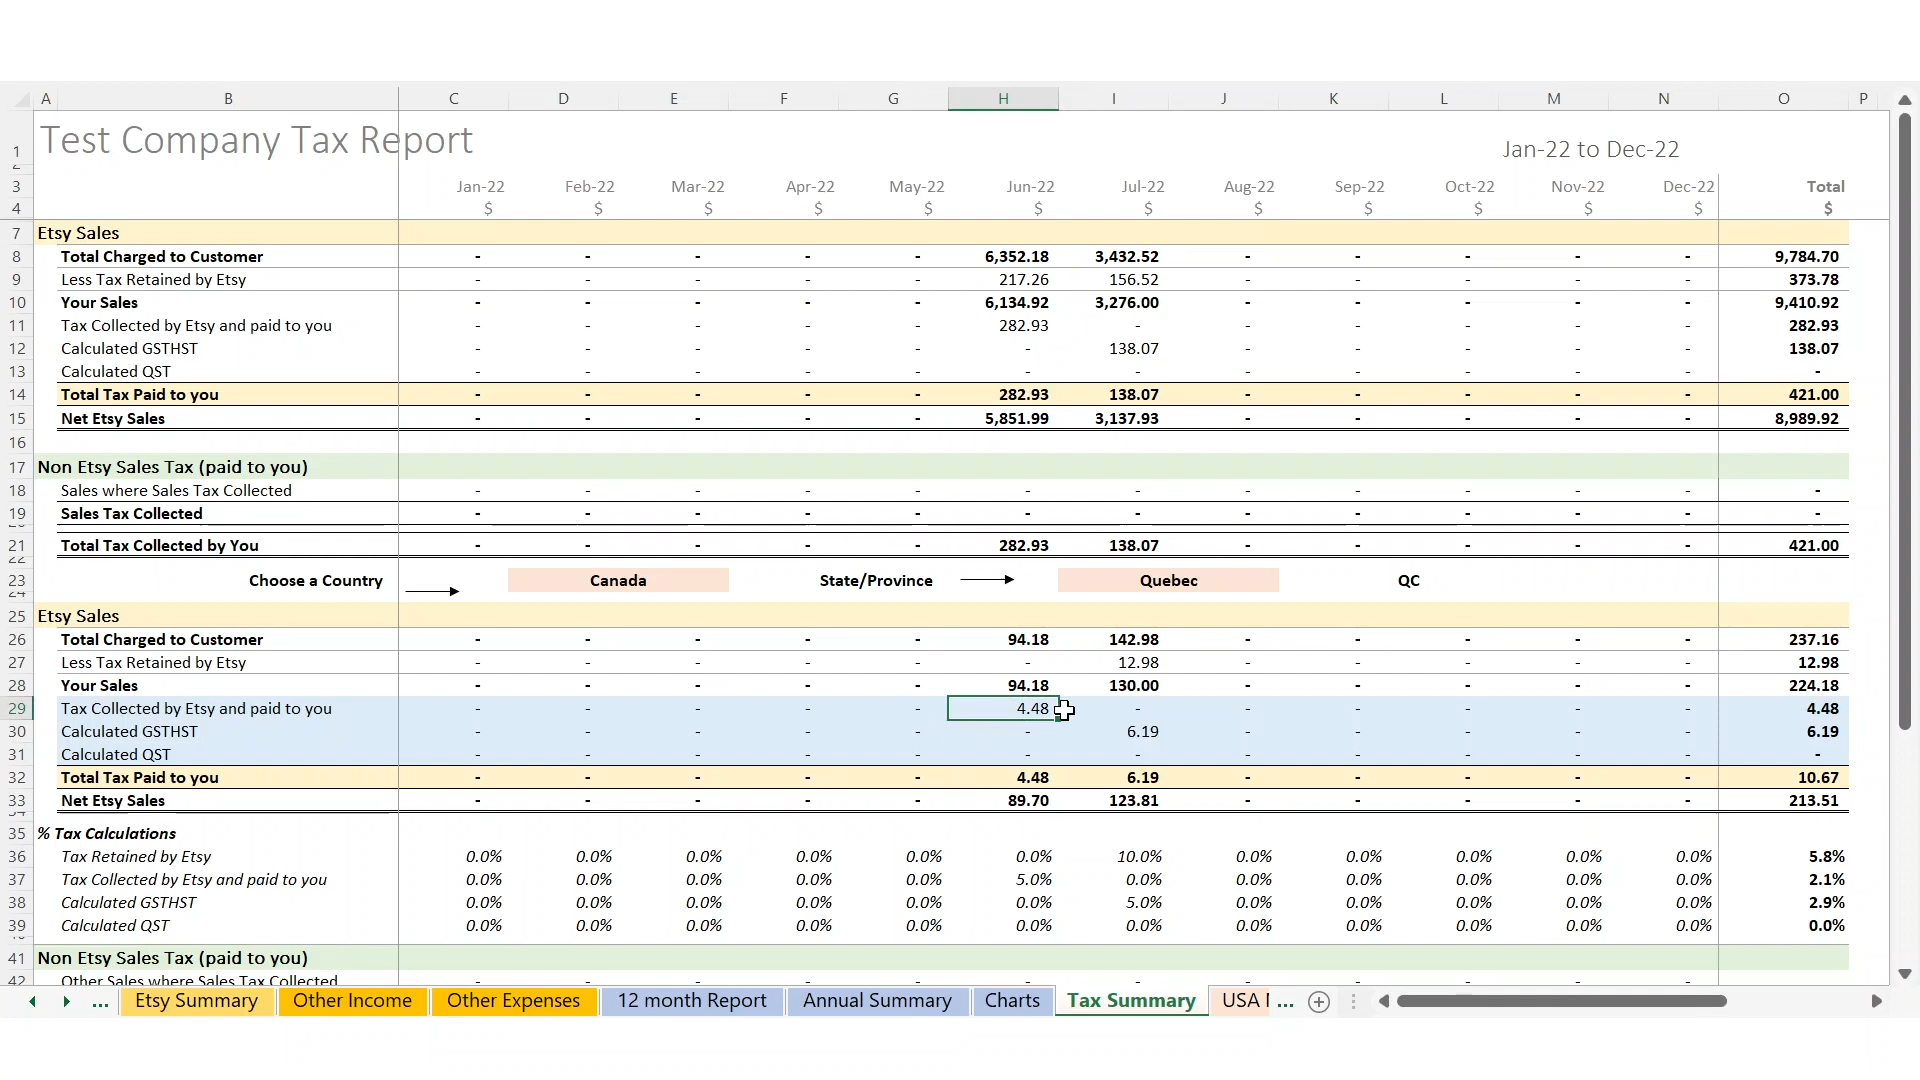 A B C D E F G H I J K L M N O P
1 Test Company Tax Report Jan-22 to Dec-22
2
3 Jan-22 Feb-22 Mar-22 Apr-22 May-22 Jun-22 Jul-22 Aug-22 Sep-22 Oct-22 Nov-22 Dec-22 Total
4 $ $ $ $ $ $ $ $ $ $ $ $ $
7 Etsy Sales
8 Total Charged to Customer - - - - - 6,352.18 3,432.52 - - - - - 9,784.70
9 Less Tax Retained by Etsy - - - - - 217.26 156.52 - - - - - 373.78
10 Your Sales - - - - - 6,134.92 3,276.00 - - - - - 9,410.92
11 Tax Collected by Etsy and paid to you - - - - - 282.93 - - - - - - 282.93
12 Calculated GSTHST - - - - - - 138.07 - - - - - 138.07
13 Calculated QST - - - - - - - - - - - - -
14 Total Tax Paid to you - - - - - 282.93 138.07 - - - - - 421.00
15 Net Etsy Sales - - - - - 5,851.99 3,137.93 - - - - - 8,989.92
16
17 Non Etsy Sales Tax (paid to you)
18 Sales where Sales Tax Collected - - - - - - - - - - - - -
19 Sales Tax Collected - - - - - - - - - - - - -
21 Total Tax Collected by You - - - - - 282.93 138.07 - - - - - 421.00
22
23 Choose a Country Canada State/Province Quebec QC
24
25 Etsy Sales
26 Total Charged to Customer - - - - - 94.18 142.98 - - - - - 237.16
27 Less Tax Retained by Etsy - - - - - - 12.98 - - - - - 12.98
28 Your Sales - - - - - 94.18 130.00 - - - - - 224.18
29 Tax Collected by Etsy and paid to you - - - - - 4.48 - - - - - - 4.48
30 Calculated GSTHST - - - - - - 6.19 - - - - - 6.19
31 Calculated QST - - - - - - - - - - - - -
32 Total Tax Paid to you - - - - - 4.48 6.19 - - - - - 10.67
33 Net Etsy Sales - - - - - 89.70 123.81 - - - - - 213.51
35 % Tax Calculations
36 Tax Retained by Etsy 0.0% 0.0% 0.0% 0.0% 0.0% 0.0% 10.0% 0.0% 0.0% 0.0% 0.0% 0.0% 5.8%
37 Tax Collected by Etsy and paid to you 0.0% 0.0% 0.0% 0.0% 0.0% 5.0% 0.0% 0.0% 0.0% 0.0% 0.0% 0.0% 2.1%
38 Calculated GSTHST 0.0% 0.0% 0.0% 0.0% 0.0% 0.0% 5.0% 0.0% 0.0% 0.0% 0.0% 0.0% 2.9%
39 Calculated QST 0.0% 0.0% 0.0% 0.0% 0.0% 0.0% 0.0% 0.0% 0.0% 0.0% 0.0% 0.0% 0.0%
41 Non Etsy Sales Tax (paid to you)
42 Other Sales where Sales Tax Collected - - - - - - - - - - - - -
... Etsy Summary Other Income Other Expenses 12 month Report Annual Summary Charts Tax Summary USA ...